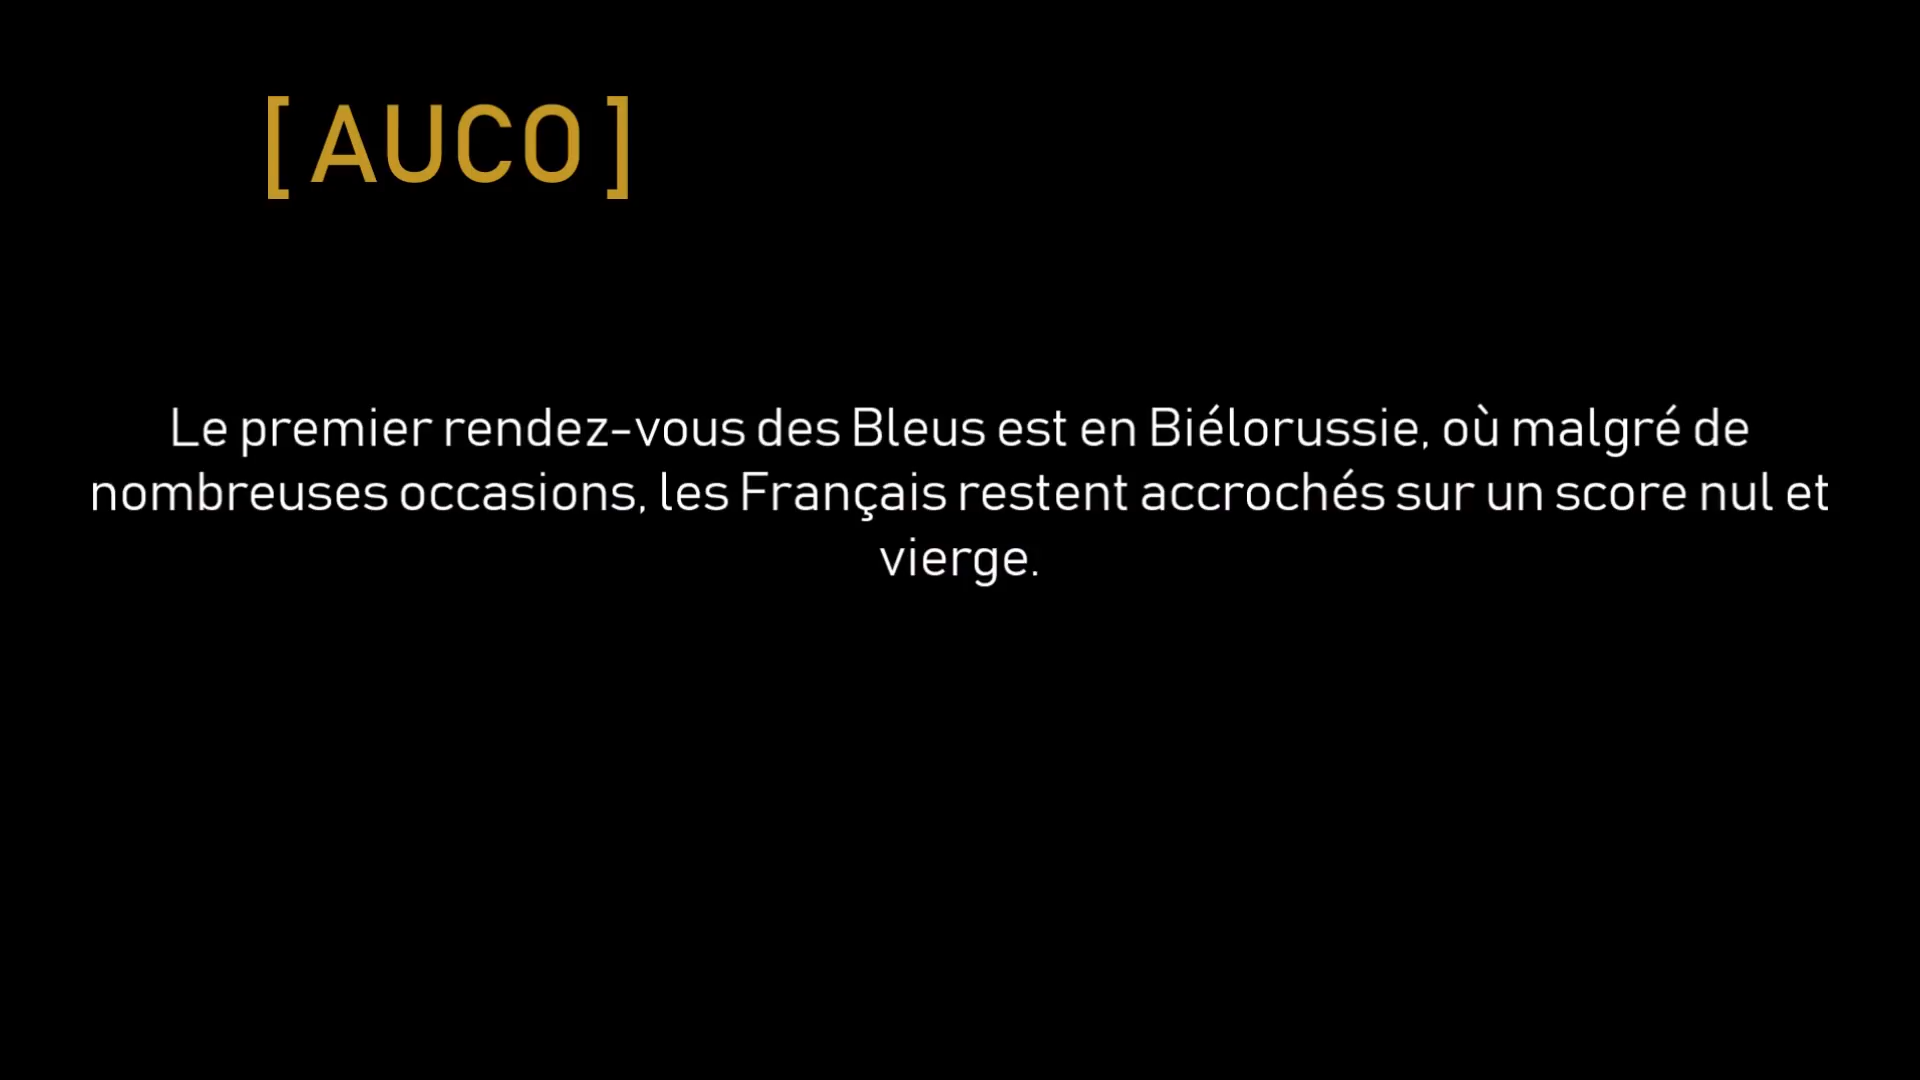 [ AUCO ]
Le premier rendez-vous des Bleus est en Biélorussie, où malgré de
nombreuses occasions, les Français restent accrochés sur un score nul et
vierge.